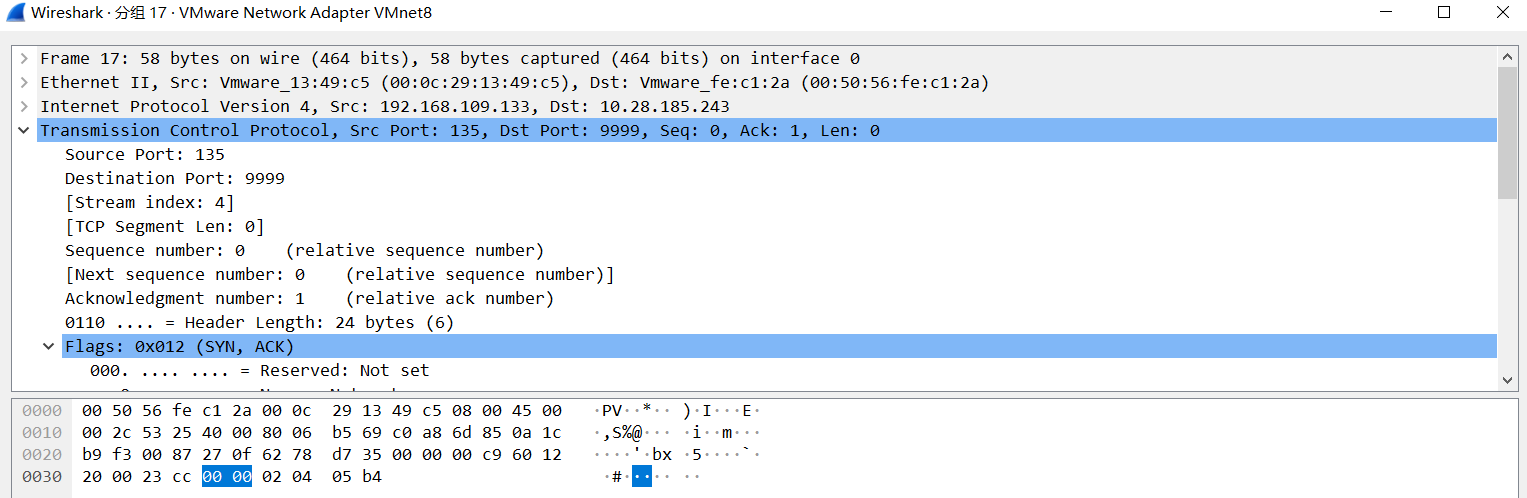 Wireshark · 分组 17 · VMware Network Adapter VMnet8
Frame 17: 58 bytes on wire (464 bits), 58 bytes captured (464 bits) on interface 0
Ethernet II, Src: Vmware_13:49:c5 (00:0c:29:13:49:c5), Dst: Vmware_fe:c1:2a (00:50:56:fe:c1:2a)
Internet Protocol Version 4, Src: 192.168.109.133, Dst: 10.28.185.243
Transmission Control Protocol, Src Port: 135, Dst Port: 9999, Seq: 0, Ack: 1, Len: 0
Source Port: 135
Destination Port: 9999
[Stream index: 4]
[TCP Segment Len: 0]
Sequence number: 0    (relative sequence number)
[Next sequence number: 0    (relative sequence number)]
Acknowledgment number: 1    (relative ack number)
0110 .... = Header Length: 24 bytes (6)
Flags: 0x012 (SYN, ACK)
000. .... .... = Reserved: Not set
0000  00 50 56 fe c1 2a 00 0c  29 13 49 c5 08 00 45 00  ·PV··*·· )·I···E·
0010  00 2c 53 25 40 00 80 06  b5 69 c0 a8 6d 85 0a 1c  ·,S%@··· ·i··m···
0020  b9 f3 00 87 27 0f 62 78  d7 35 00 00 00 c9 60 12  ····'·bx ·5····`·
0030  20 00 23 cc 00 00 02 04  05 b4  ·#····· ··